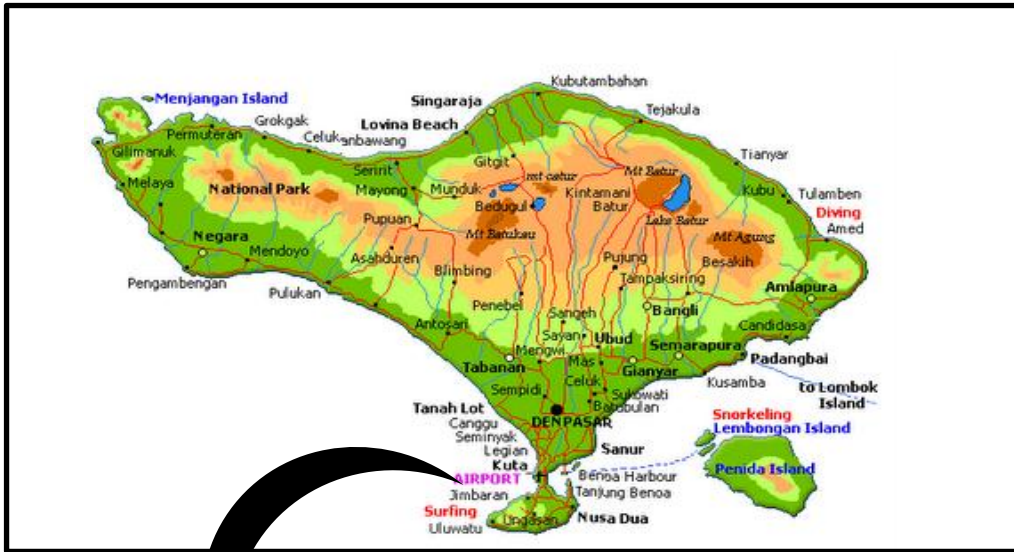 Kubutambahan
Menjangan Island
Singaraja
Tejakula
Grokgak
Lovina Beach
Permuteran
Celuk
anbawang
Gilimanuk
Gitgit
Tianyar
Seririt
mt catur
Mt Batur
Melaya
National Park
Mayong
Munduk
Kintamani
Kubu
Tulamben
Bedugul
Batur
Diving
Pupuan
Lake Batur
Amed
Negara
Mt Batukau
Mt Agung
Mendoyo
Asahduren
Pujung
Besakih
Pengambengan
Blimbing
Tampaksiring
Pulukan
Amlapura
Penebel
Bangli
Sangeh
Antosari
Sayan
Ubud
Candidasa
Mengwi
Semarapura
Tabanan
Mas
Gianyar
Padangbai
Sempidi
Celuk
Kusamba
to Lombok
Sukowati
Island
Tanah Lot
Batubulan
Canggu
DENPASAR
Snorkeling
Seminyak
Lembongan Island
Legian
Sanur
Kuta
Penida Island
AIRPORT
Benoa Harbour
Jimbaran
Tanjung Benoa
Surfing
Ungasan
Nusa Dua
Uluwatu